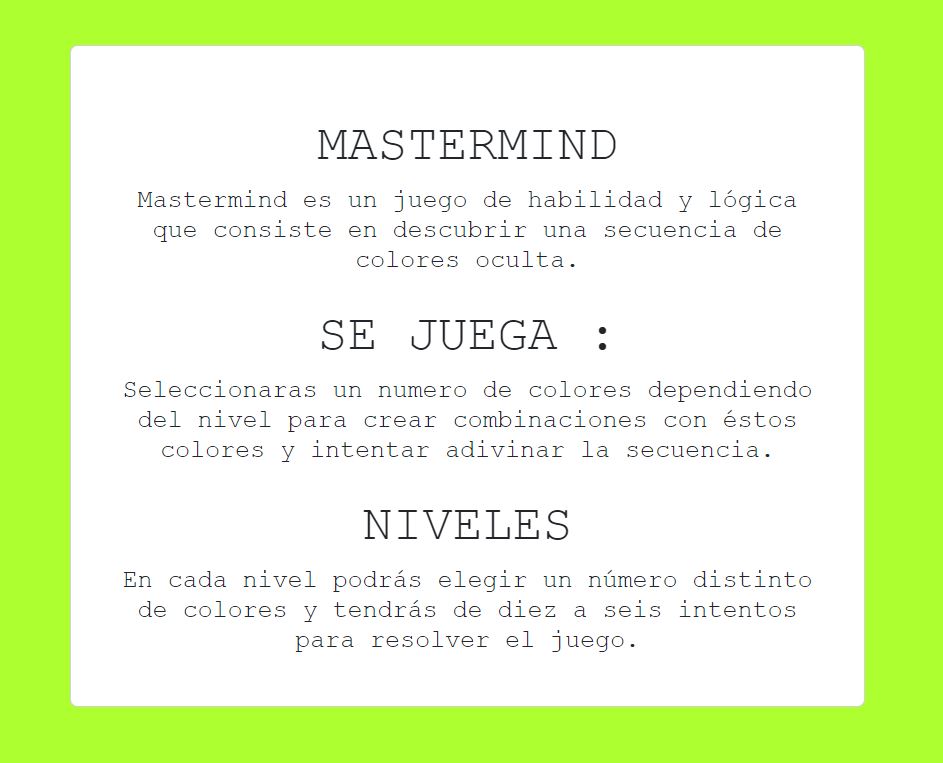 MASTERMIND
Mastermind es un juego de habilidad y lógica
que consiste en descubrir una secuencia de
colores oculta.
SE JUEGA :
Seleccionaras un numero de colores dependiendo
del nivel para crear combinaciones con éstos
colores y intentar adivinar la secuencia.
NIVELES
En cada nivel podrás elegir un número distinto
de colores y tendrás de diez a seis intentos
para resolver el juego.